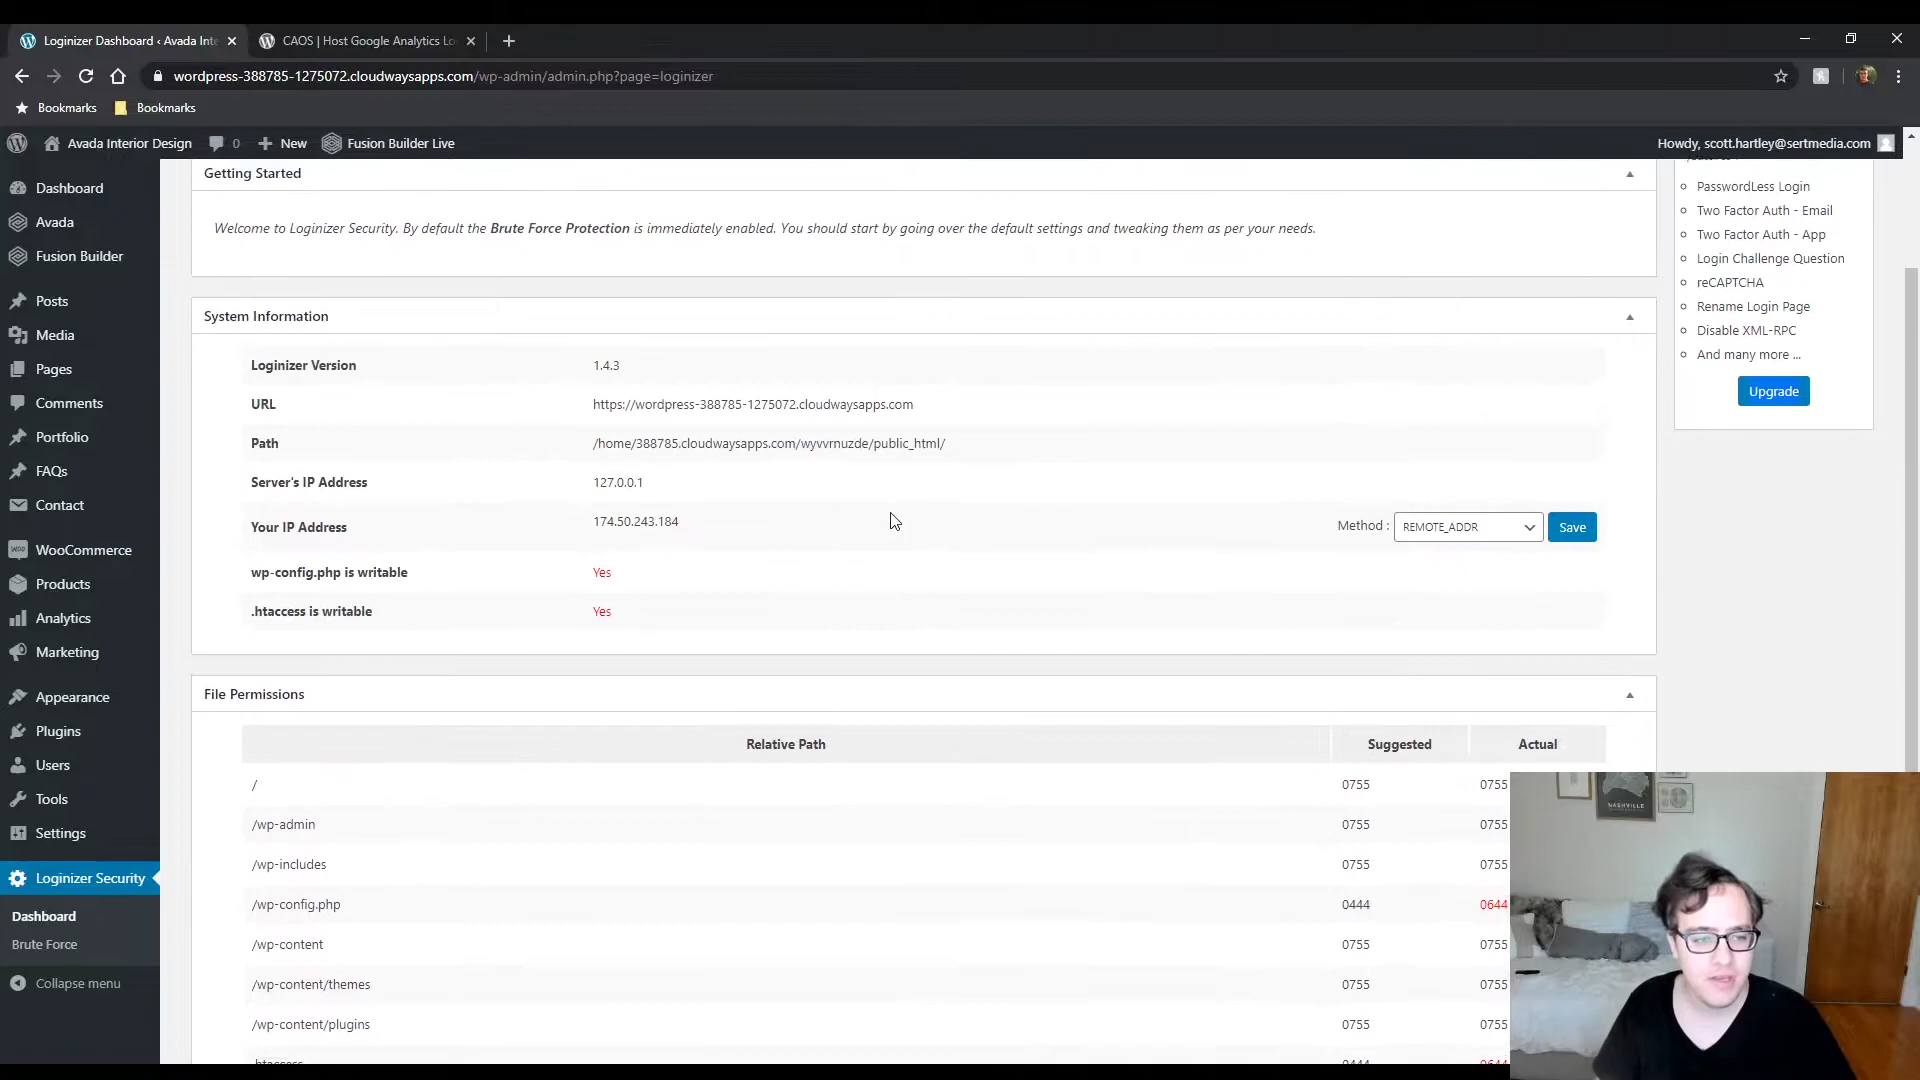 Loginizer Dashboard ‹ Avada Inte
CAOS | Host Google Analytics Lo
wordpress-388785-1275072.cloudwaysapps.com/wp-admin/admin.php?page=loginizer
Bookmarks
Bookmarks
Avada Interior Design
0
New
Fusion Builder Live
Howdy, scott.hartley@sertmedia.com
Dashboard
Avada
Fusion Builder
Posts
Media
Pages
Comments
Portfolio
FAQs
Contact
WooCommerce
Products
Analytics
Marketing
Appearance
Plugins
Users
Tools
Settings
Loginizer Security
Dashboard
Brute Force
Collapse menu
Getting Started
Welcome to Loginizer Security. By default the Brute Force Protection is immediately enabled. You should start by going over the default settings and tweaking them as per your needs.
System Information
Loginizer Version 1.4.3
URL https://wordpress-388785-1275072.cloudwaysapps.com
Path /home/388785.cloudwaysapps.com/wyvvrnuzde/public_html/
Server's IP Address 127.0.0.1
Your IP Address 174.50.243.184 Method : REMOTE_ADDR Save
wp-config.php is writable Yes
.htaccess is writable Yes
File Permissions
Relative Path Suggested Actual
/ 0755 0755
/wp-admin 0755 0755
/wp-includes 0755 0755
/wp-config.php 0444 0644
/wp-content 0755 0755
/wp-content/themes 0755 0755
/wp-content/plugins 0755 0755
.htaccess 0444 0644
PasswordLess Login
Two Factor Auth - Email
Two Factor Auth - App
Login Challenge Question
reCAPTCHA
Rename Login Page
Disable XML-RPC
And many more ...
Upgrade
NASHVILLE